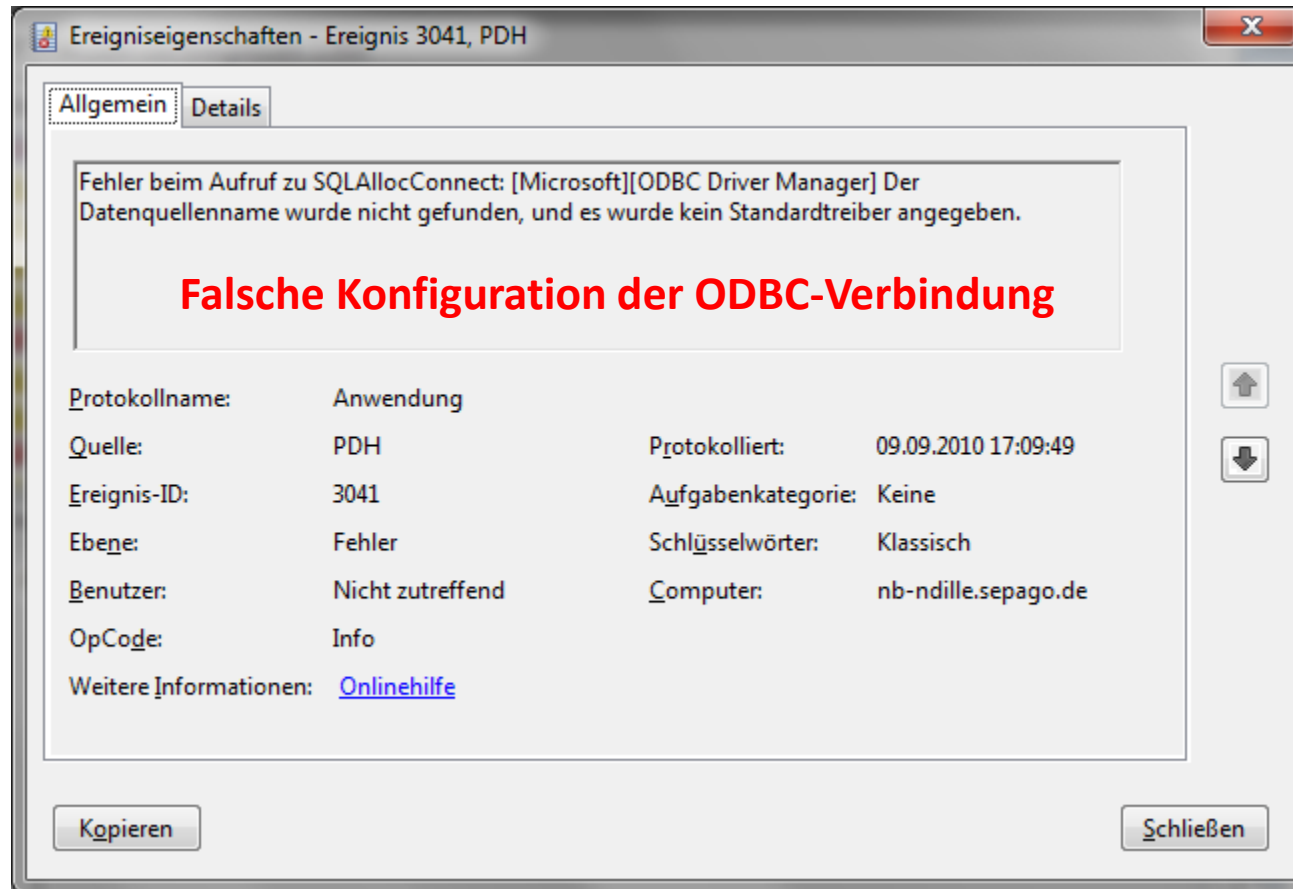 Ereigniseigenschaften - Ereignis 3041, PDH
Allgemein Details
Fehler beim Aufruf zu SQLAllocConnect: [Microsoft][ODBC Driver Manager] Der
Datenquellenname wurde nicht gefunden, und es wurde kein Standardtreiber angegeben.
Falsche Konfiguration der ODBC-Verbindung
Protokollname: Anwendung
Quelle: PDH Protokolliert: 09.09.2010 17:09:49
Ereignis-ID: 3041 Aufgabenkategorie: Keine
Ebene: Fehler Schlüsselwörter: Klassisch
Benutzer: Nicht zutreffend Computer: nb-ndille.sepago.de
OpCode: Info
Weitere Informationen: Onlinehilfe
Kopieren Schließen